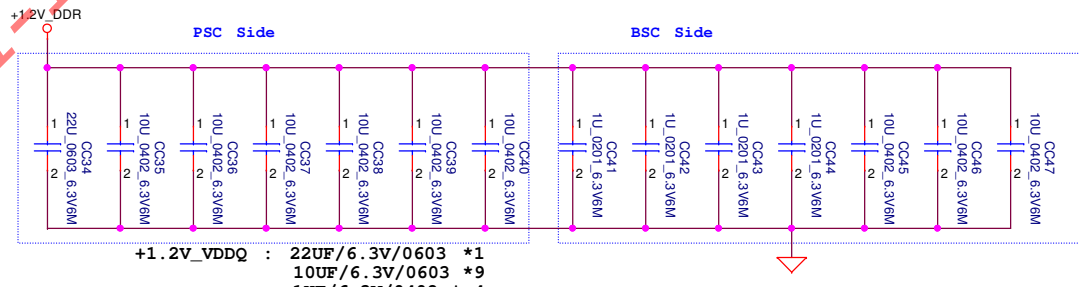 +1.2V_DDR
PSC Side
BSC Side
1
2
22U_0603_6.3V6M
CC34
1
2
10U_0402_6.3V6M
CC35
1
2
10U_0402_6.3V6M
CC36
1
2
10U_0402_6.3V6M
CC37
1
2
10U_0402_6.3V6M
CC38
1
2
10U_0402_6.3V6M
CC39
1
2
10U_0402_6.3V6M
CC40
1
2
1U_0201_6.3V6M
CC41
1
2
1U_0201_6.3V6M
CC42
1
2
1U_0201_6.3V6M
CC43
1
2
1U_0201_6.3V6M
CC44
1
2
10U_0402_6.3V6M
CC45
1
2
10U_0402_6.3V6M
CC46
1
2
10U_0402_6.3V6M
CC47
+1.2V_VDDQ : 22UF/6.3V/0603 *1
10UF/6.3V/0603 *9